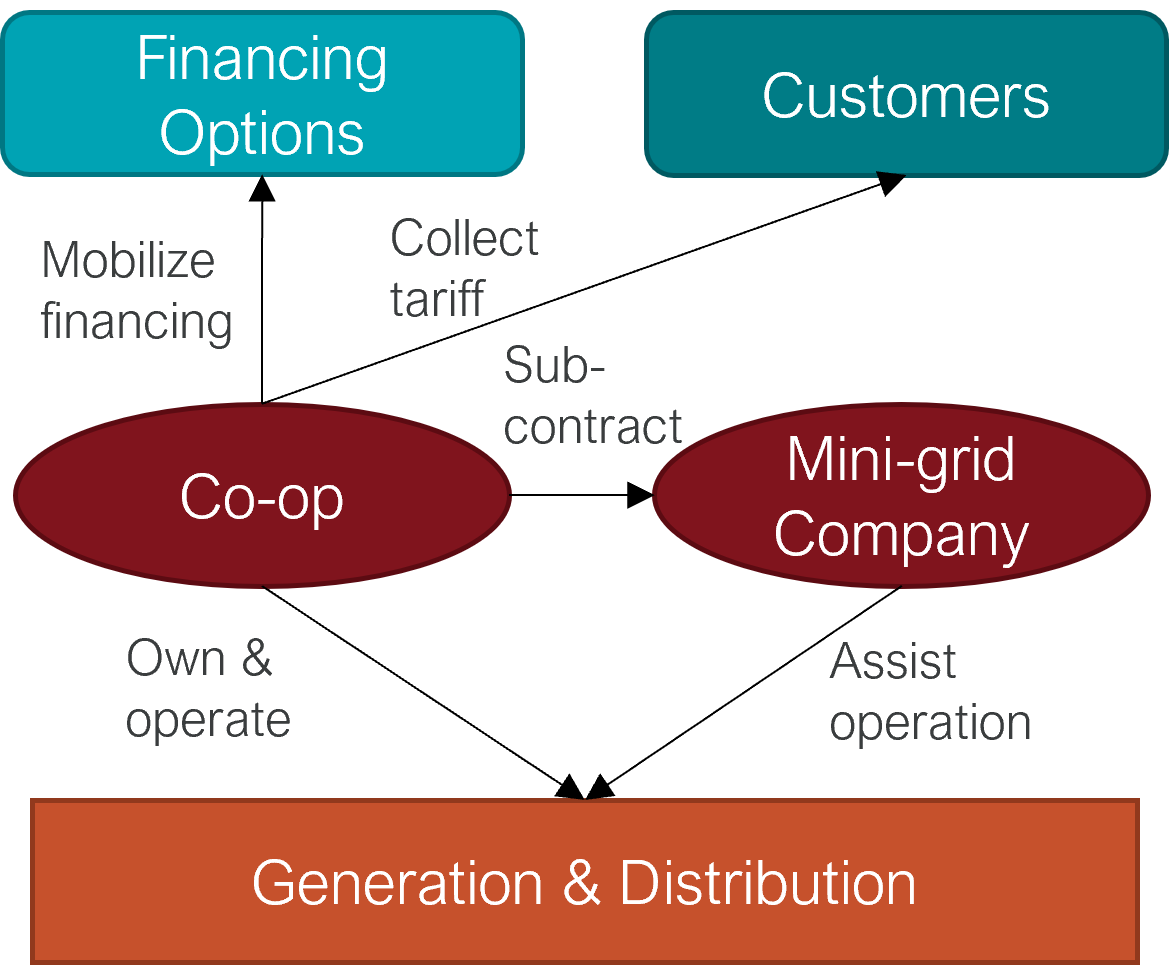 Financing
Options
Customers
Mobilize
financing
Collect
tariff
Sub-
contract
Co-op
Mini-grid
Company
Own &
operate
Assist
operation
Generation & Distribution